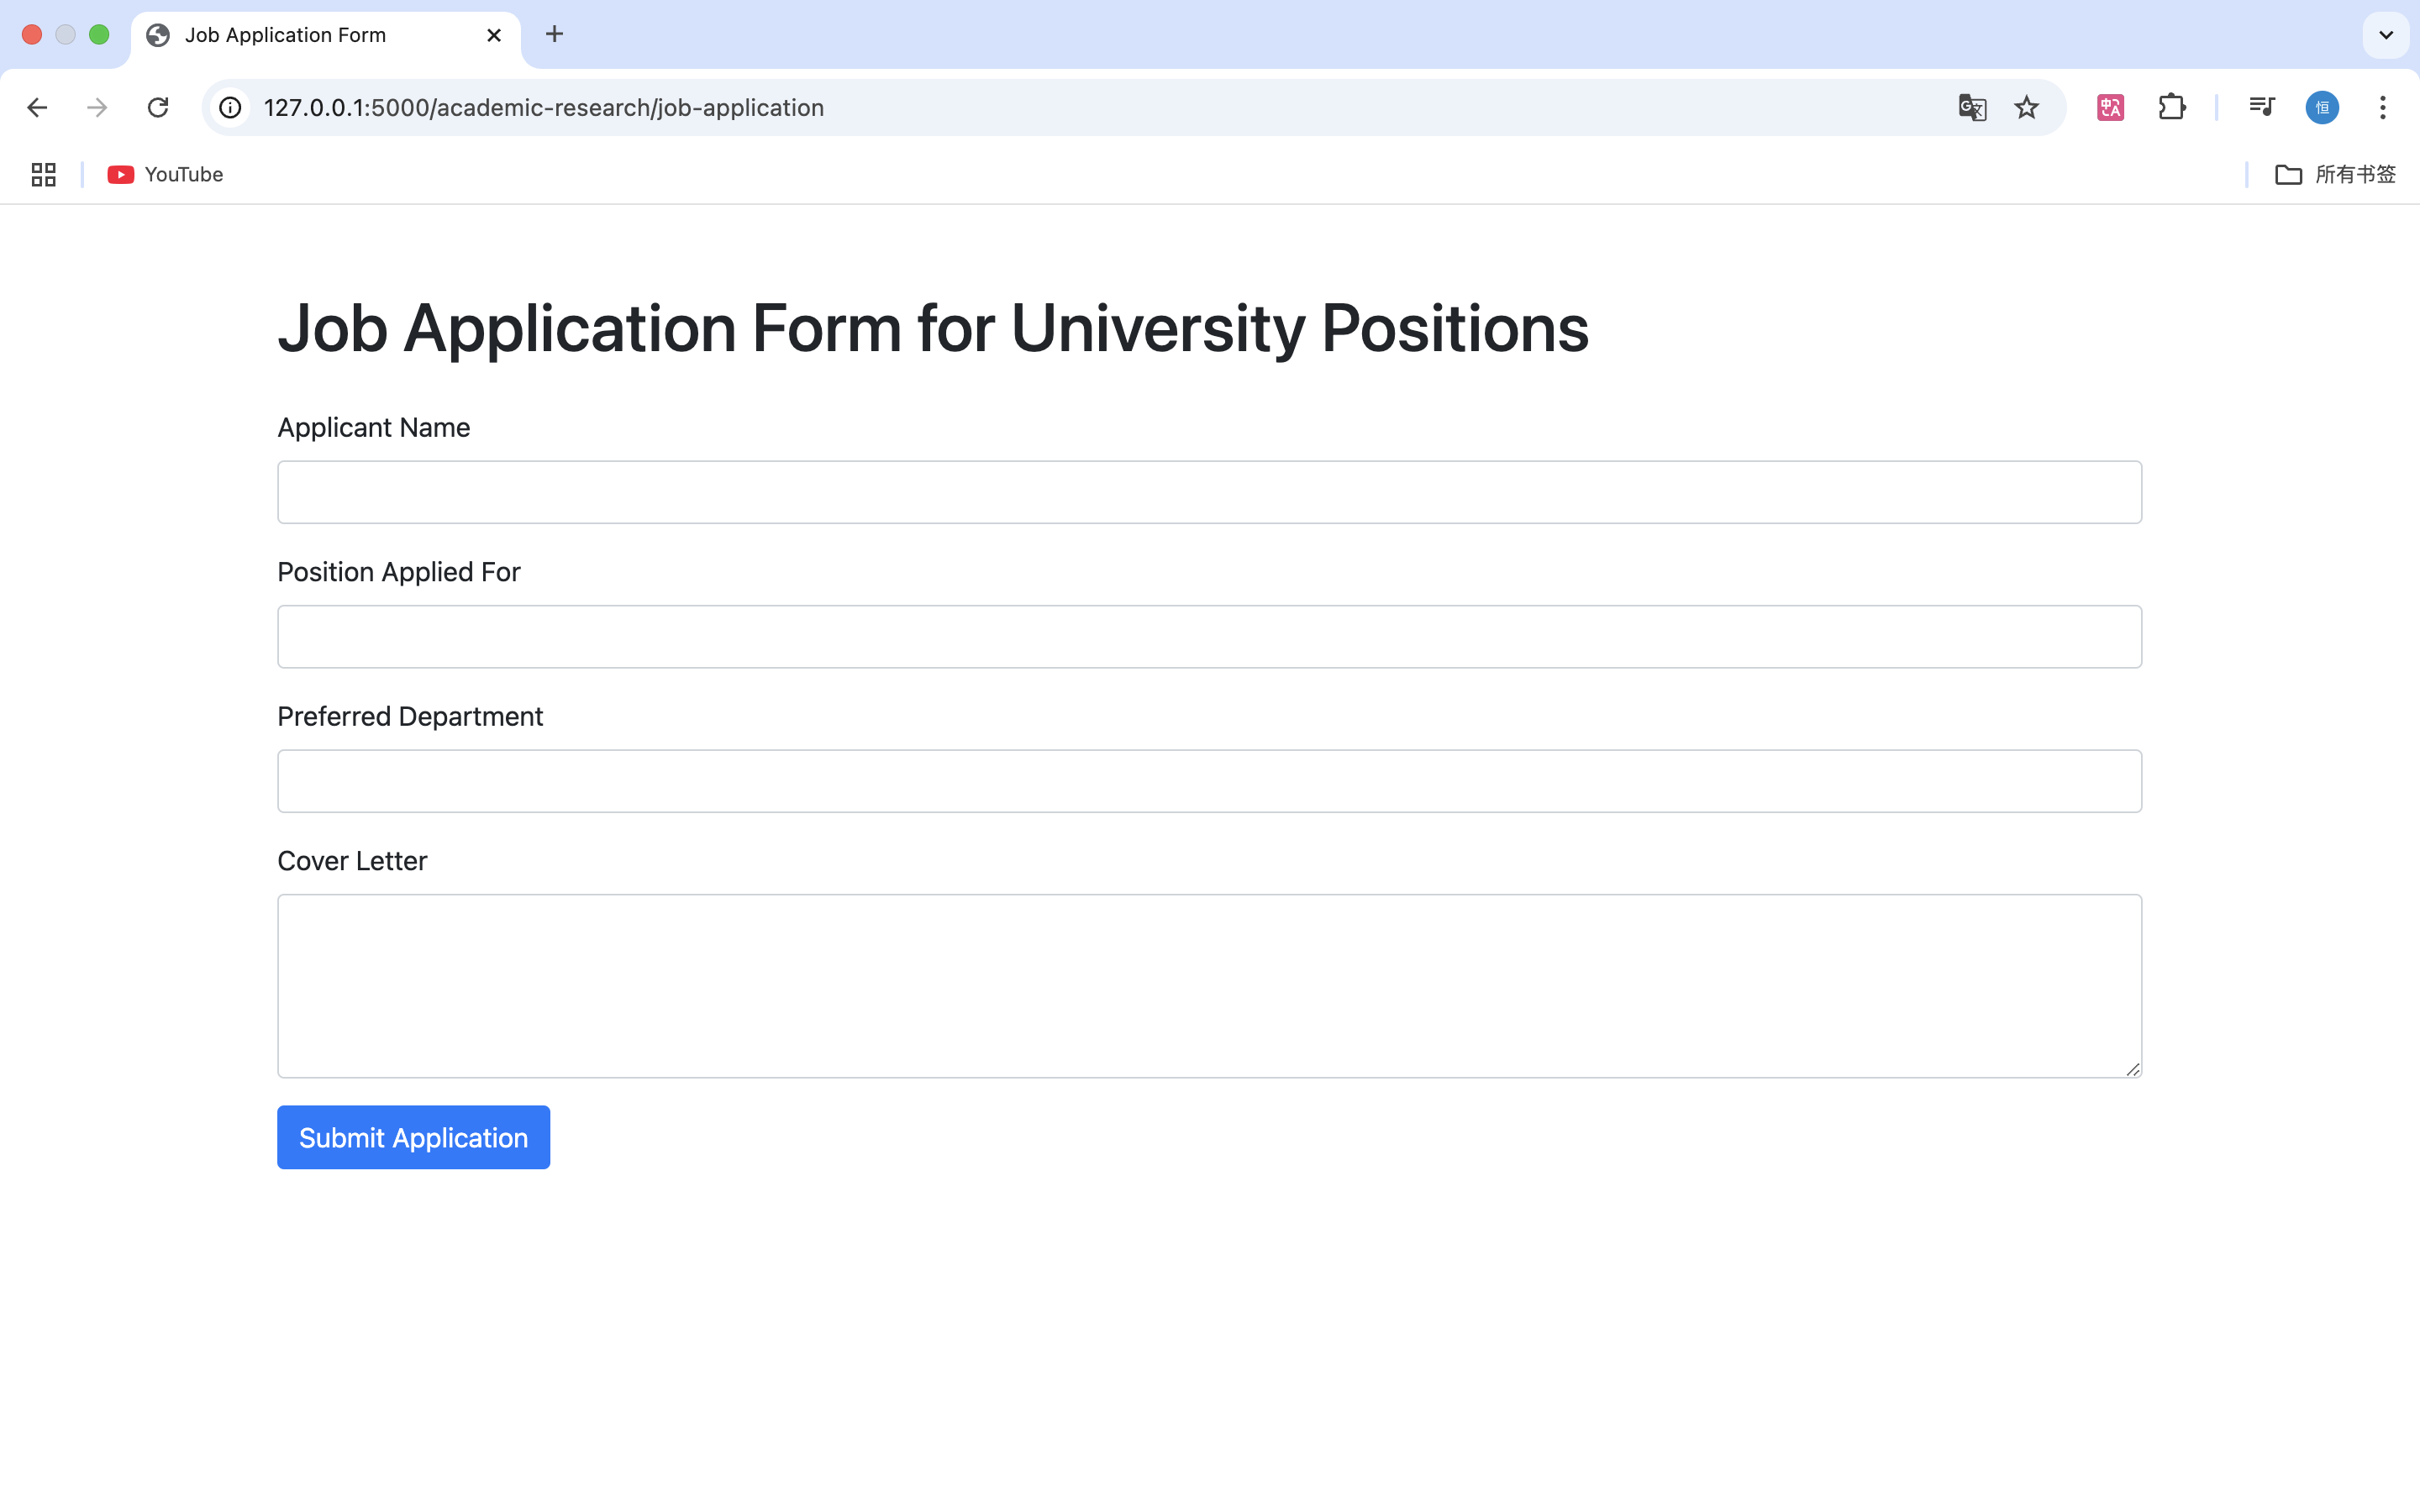 Job Application Form
127.0.0.1:5000/academic-research/job-application
恒
YouTube
所有书签
Job Application Form for University Positions
Applicant Name
Position Applied For
Preferred Department
Cover Letter
Submit Application